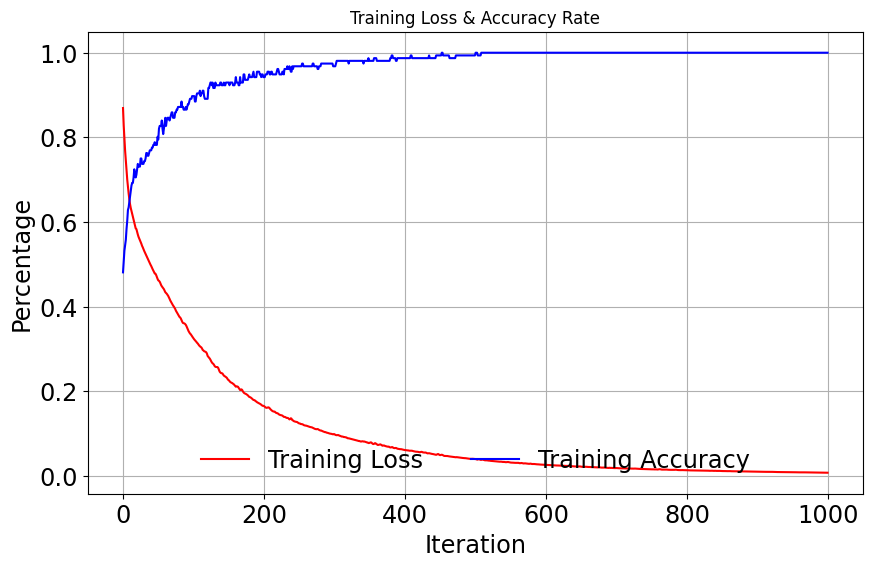 Training Loss & Accuracy Rate
1.0
0.8
0.6
0.4
0.2
0.0
Percentage
Training Loss
Training Accuracy
0 200 400 600 800 1000
Iteration